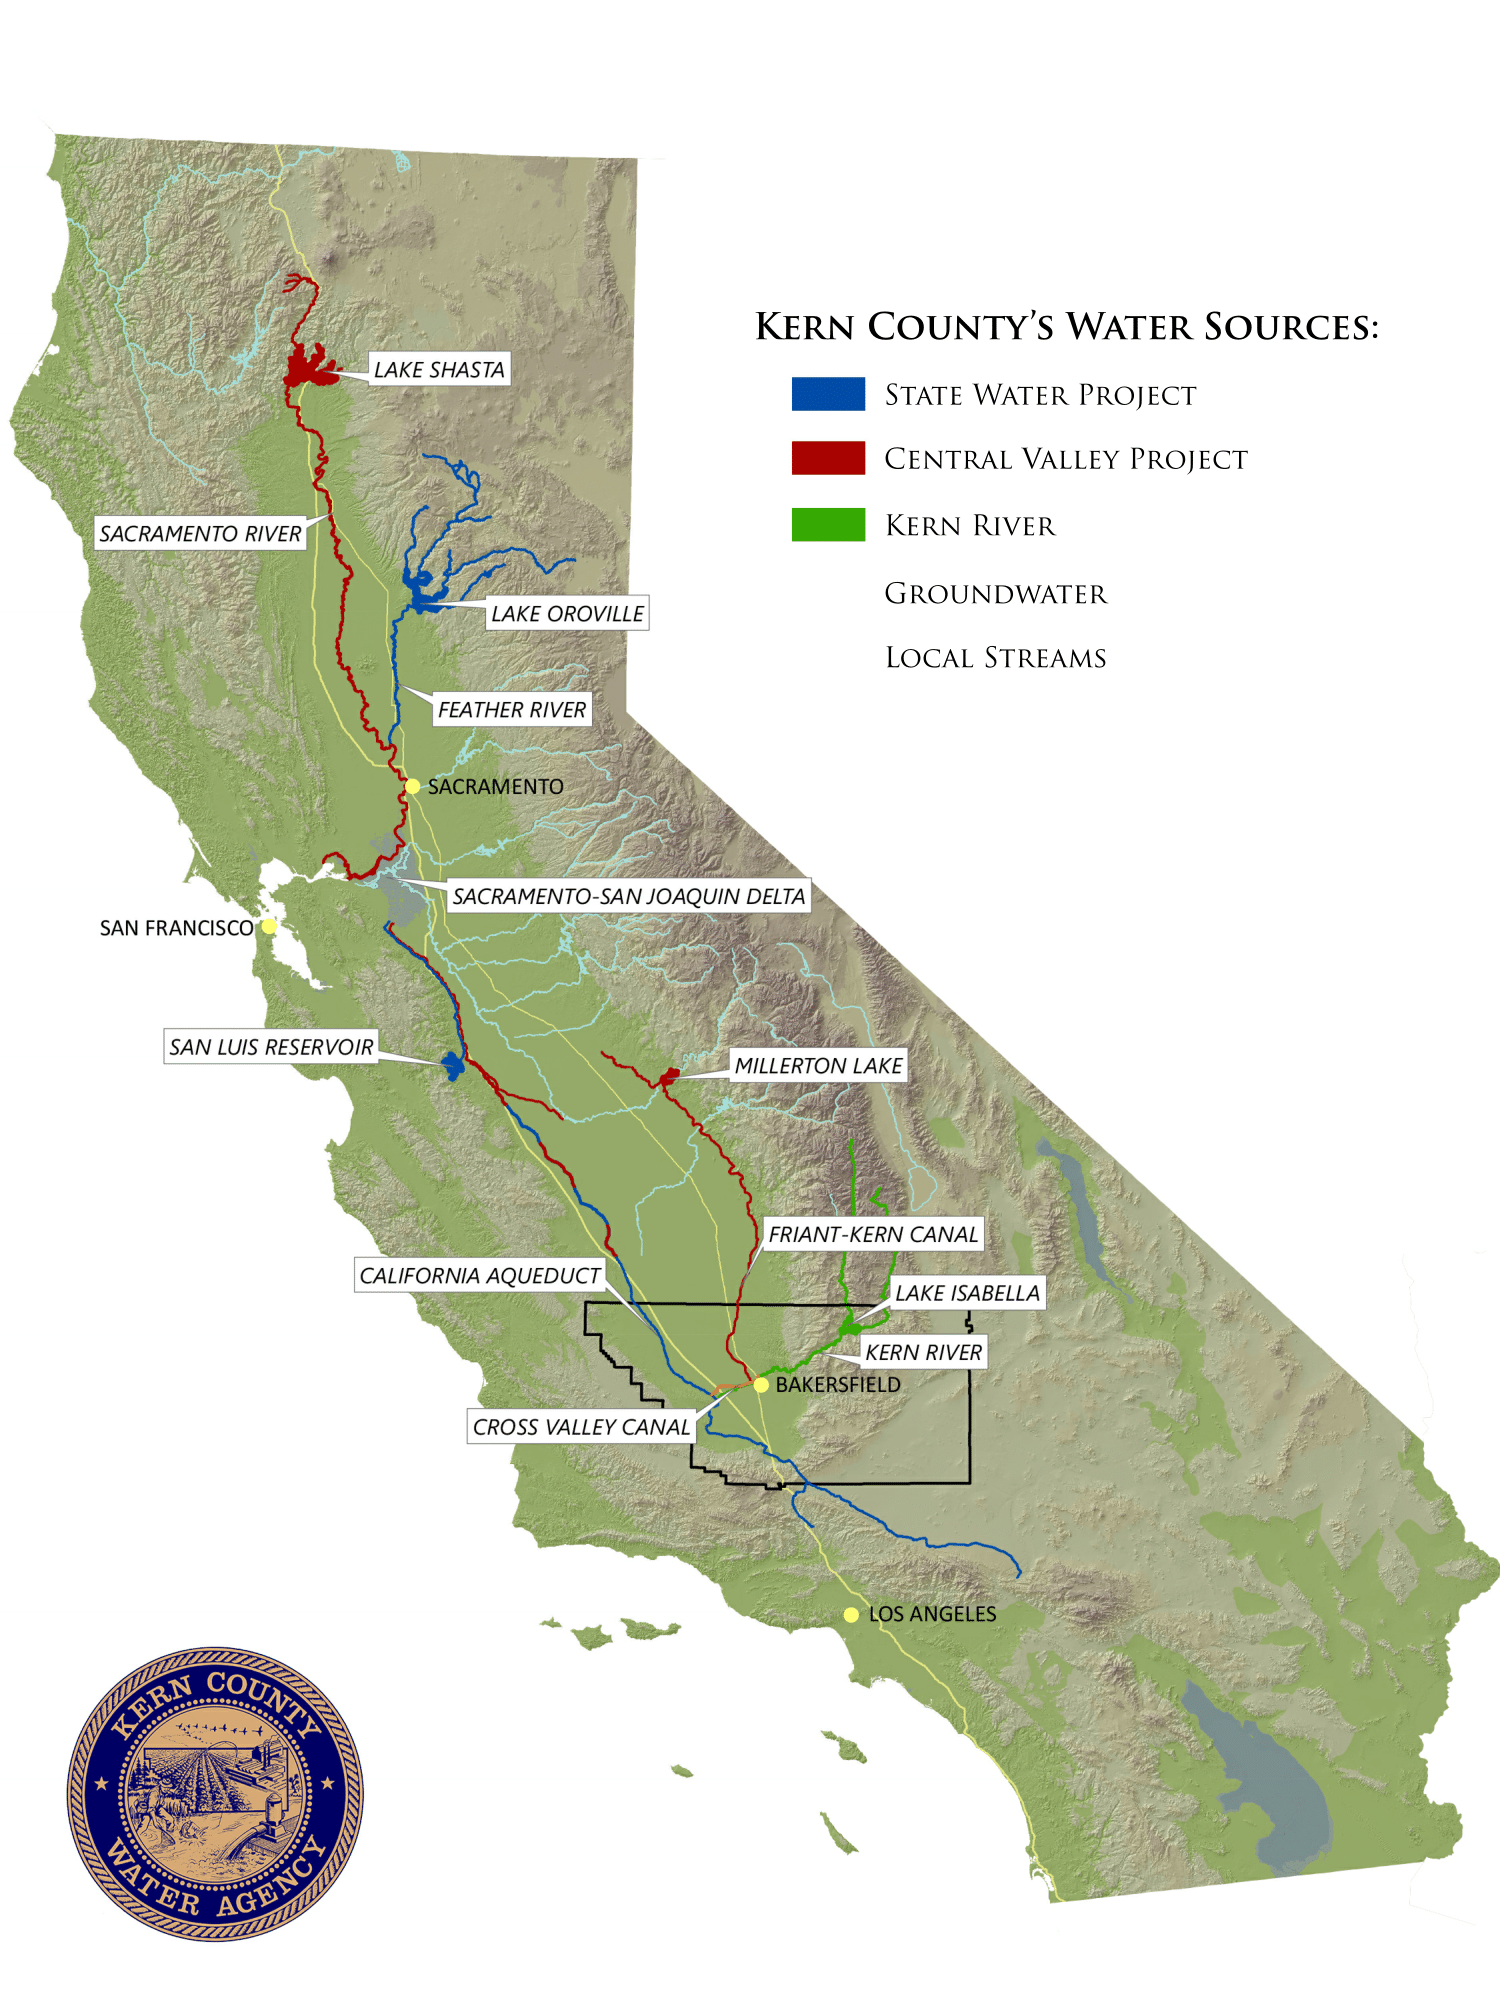 KERN COUNTY'S WATER SOURCES:
STATE WATER PROJECT
CENTRAL VALLEY PROJECT
KERN RIVER
GROUNDWATER
LOCAL STREAMS
LAKE SHASTA
SACRAMENTO RIVER
LAKE OROVILLE
FEATHER RIVER
SACRAMENTO
SACRAMENTO-SAN JOAQUIN DELTA
SAN FRANCISCO
SAN LUIS RESERVOIR
MILLERTON LAKE
FRIANT-KERN CANAL
CALIFORNIA AQUEDUCT
LAKE ISABELLA
KERN RIVER
BAKERSFIELD
CROSS VALLEY CANAL
LOS ANGELES
KERN COUNTY
WATER AGENCY